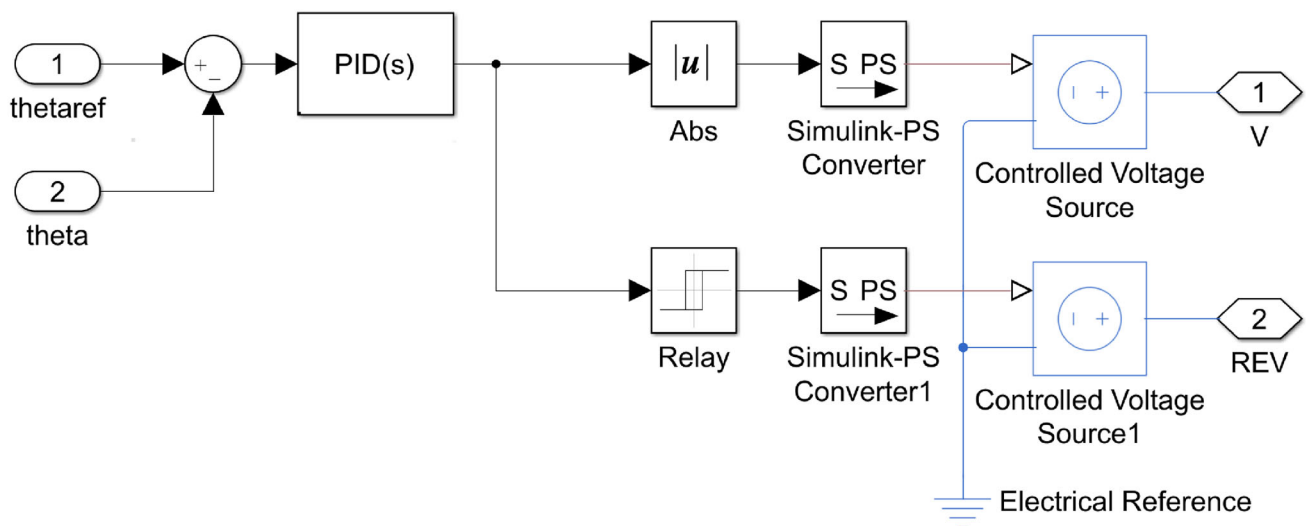 1
thetaref
+
−
PID(s)
|u|
Abs
S PS
Simulink-PS
Converter
− +
Controlled Voltage
Source
1
V
2
theta
Relay
S PS
Simulink-PS
Converter1
− +
Controlled Voltage
Source1
2
REV
Electrical Reference